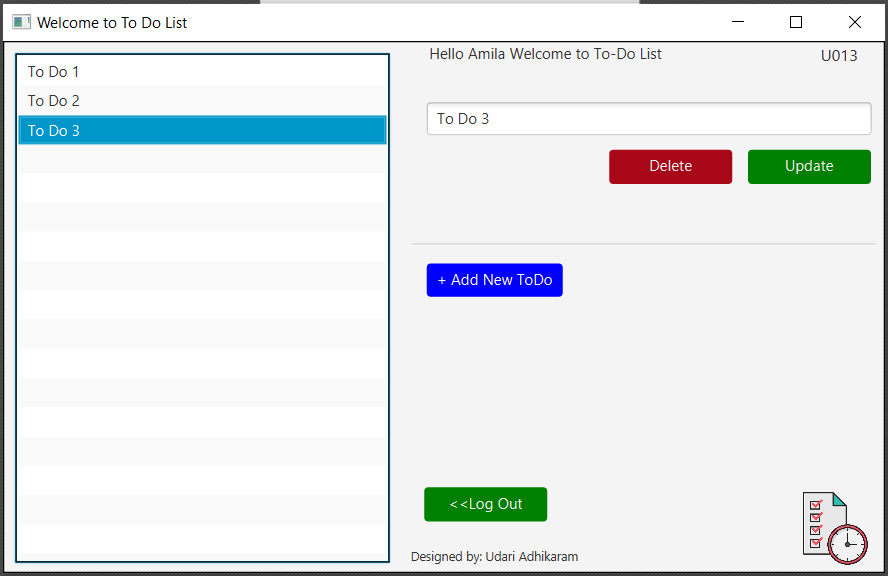 Welcome to To Do List
To Do 1
To Do 2
To Do 3
Hello Amila Welcome to To-Do List
U013
To Do 3
Delete
Update
+ Add New ToDo
<<Log Out
Designed by: Udari Adhikaram